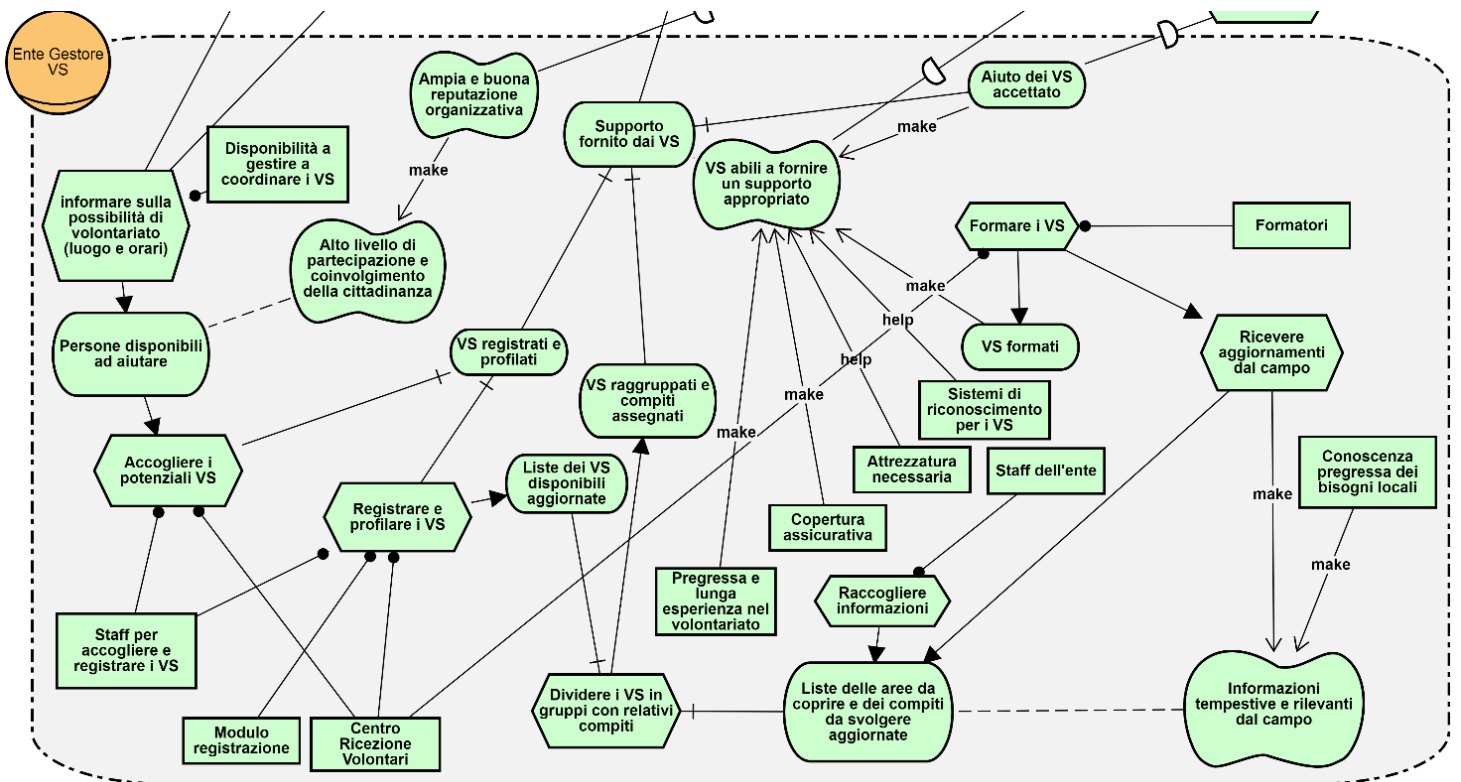 Ente Gestore
VS
Ampia e buona
reputazione
organizzativa
Aiuto dei VS
accettato
Supporto
fornito dai VS
Disponibilità a
gestire a
coordinare i VS
make
make
VS abili a fornire
un supporto
appropriato
informare sulla
possibilità di
volontariato
(luogo e orari)
Formare i VS
Formatori
Alto livello di
partecipazione e
coinvolgimento
della cittadinanza
make
help
Persone disponibili
ad aiutare
VS registrati e
profilati
VS formati
Ricevere
aggiornamenti
dal campo
help
make
VS raggruppati e
compiti
assegnati
Sistemi di
riconoscimento
per i VS
make
Accogliere i
potenziali VS
Liste dei VS
disponibili
aggiornate
Attrezzatura
necessaria
Staff dell'ente
Conoscenza
pregressa dei
bisogni locali
make
Registrare e
profilare i VS
Copertura
assicurativa
make
Pregressa e
lunga
esperienza nel
volontariato
Raccogliere
informazioni
Staff per
accogliere e
registrare i VS
Dividere i VS in
gruppi con relativi
compiti
Liste delle aree da
coprire e dei compiti
da svolgere
aggiornate
Informazioni
tempestive e rilevanti
dal campo
Modulo
registrazione
Centro
Ricezione
Volontari